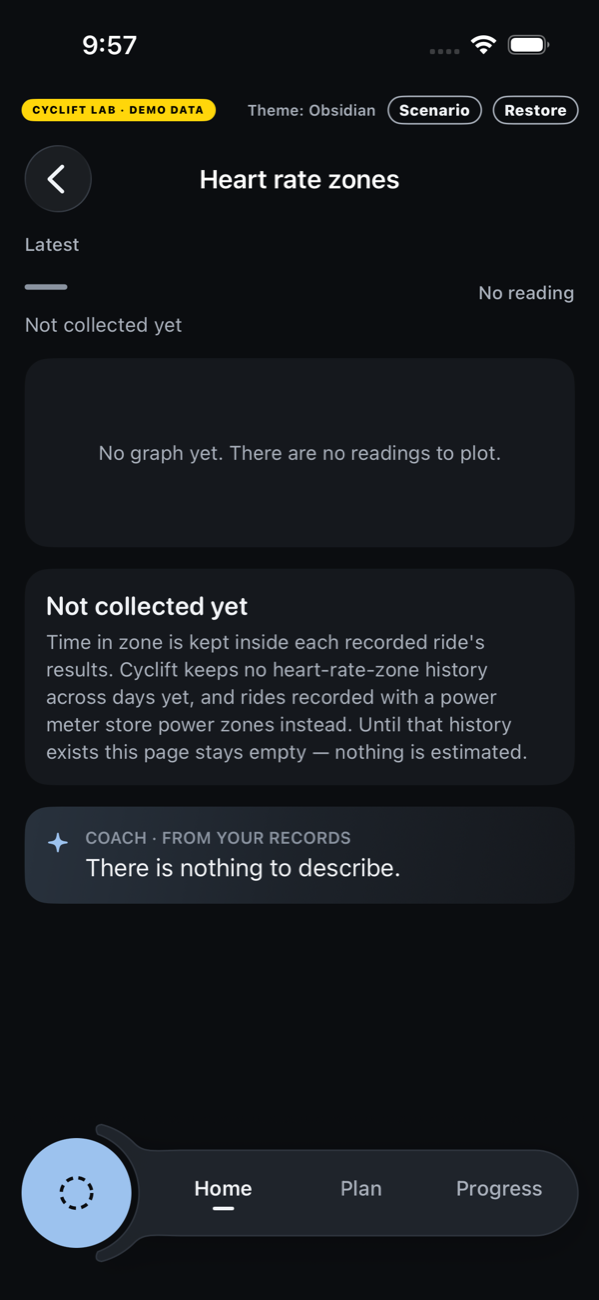 9:57
CYCLIFT LAB · DEMO DATA
Theme: Obsidian
Scenario
Restore
Heart rate zones
Latest
No reading
Not collected yet
No graph yet. There are no readings to plot.
Not collected yet
Time in zone is kept inside each recorded ride's
results. Cyclift keeps no heart-rate-zone history
across days yet, and rides recorded with a power
meter store power zones instead. Until that history
exists this page stays empty — nothing is estimated.
COACH · FROM YOUR RECORDS
There is nothing to describe.
Home
Plan
Progress